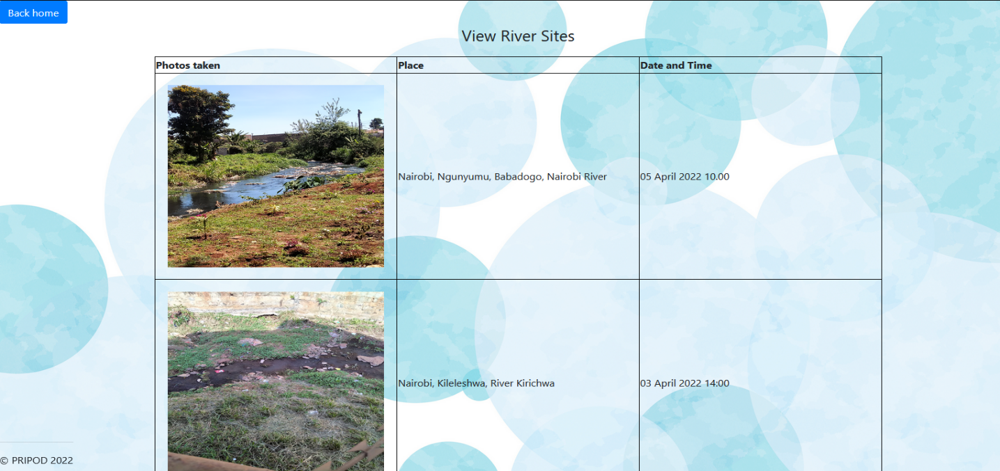 Back home
View River Sites
Photos taken Place Date and Time
Nairobi, Ngunyumu, Babadogo, Nairobi River 05 April 2022 10.00
Nairobi, Kileleshwa, River Kirichwa 03 April 2022 14:00
© PRIPOD 2022